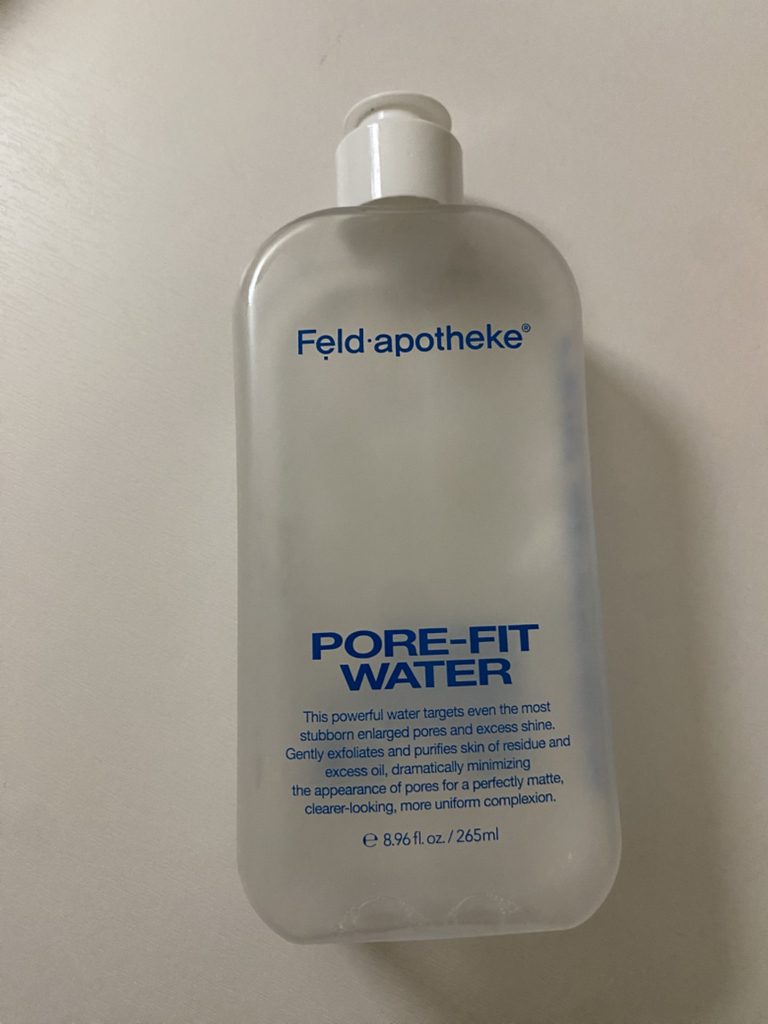 Fẹld·apotheke®
PORE-FIT
WATER
This powerful water targets even the most
stubborn enlarged pores and excess shine.
Gently exfoliates and purifies skin of residue and
excess oil, dramatically minimizing
the appearance of pores for a perfectly matte,
clearer-looking, more uniform complexion.
℮ 8.96 fl. oz. / 265ml